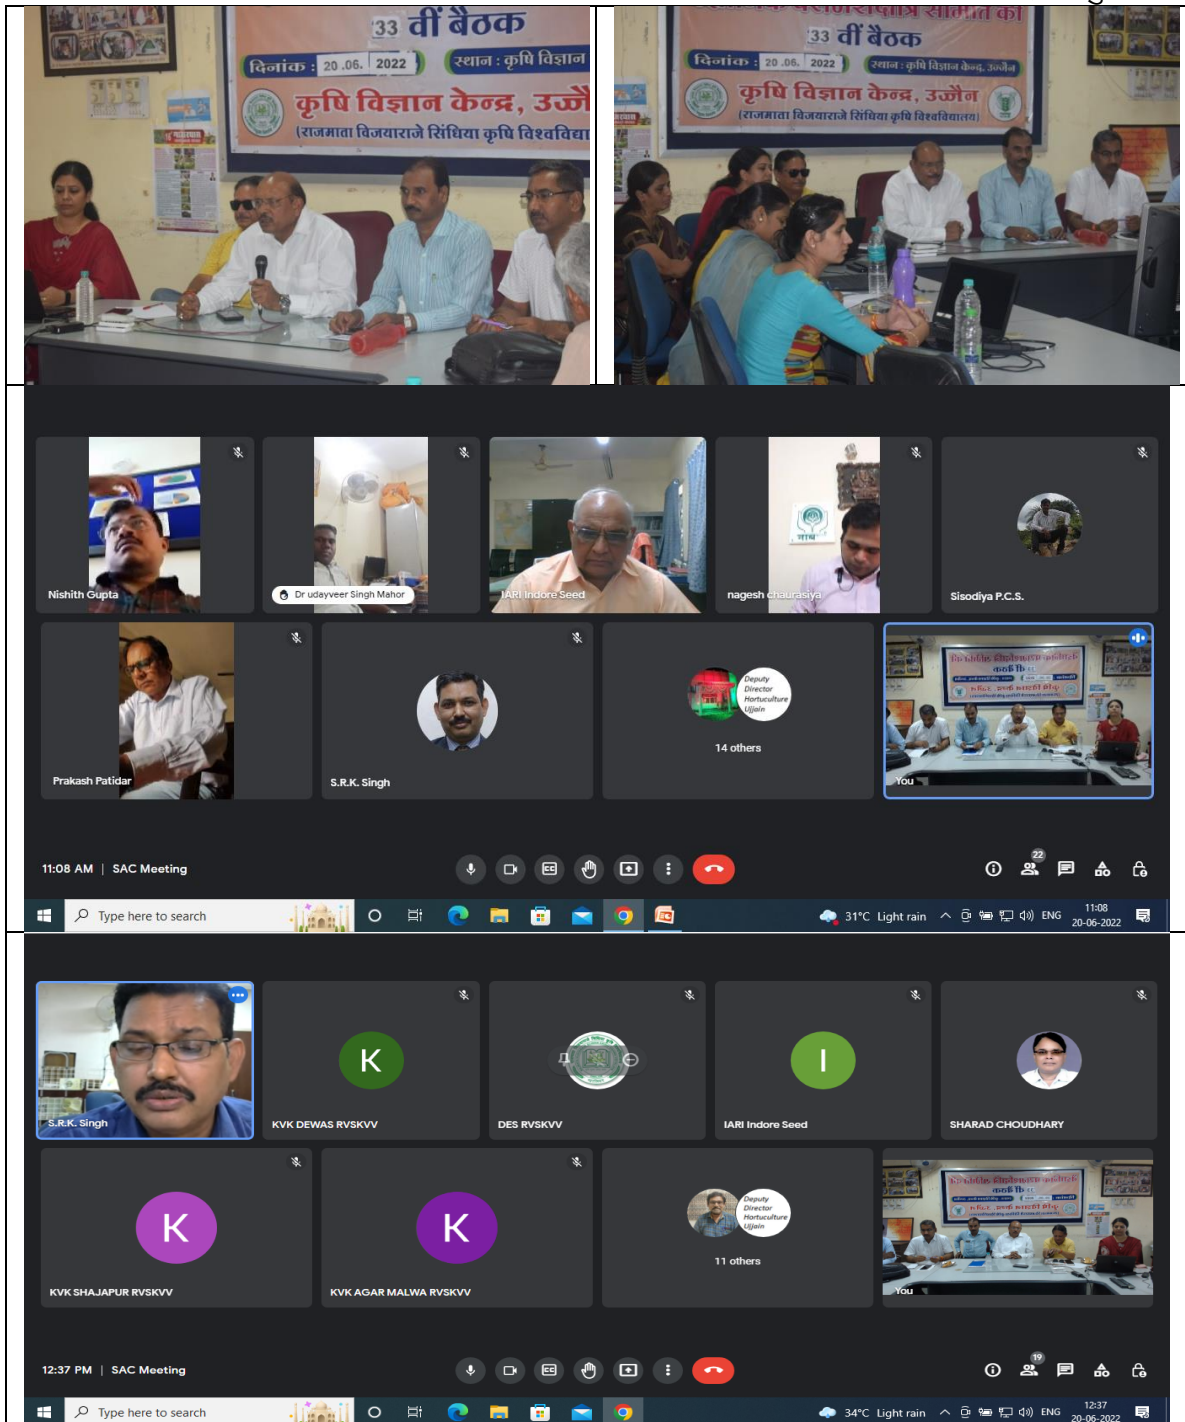 33 वीं बैठक
दिनांक : 20.06. 2022 स्थान : कृषि विज्ञान
कृषि विज्ञान केन्द्र, उज्जै
(राजमाता विजयाराजे सिंधिया कृषि विश्वविद्या
33 वीं बैठक
दिनांक : 20.06. 2022 स्थान : कृषि विज्ञान केन्द्र, उज्जैन
कृषि विज्ञान केन्द्र, उज्जैन
(राजमाता विजयाराजे सिंधिया कृषि विश्वविद्यालय)
Nishith Gupta
Dr udayveer Singh Mahor
IARI Indore Seed
nagesh chaurasiya
Sisodiya P.C.S.
Prakash Patidar
S.R.K. Singh
Deputy
Director
Hortuculture
Ujjain
14 others
You
11:08 AM | SAC Meeting
22
Type here to search
31°C Light rain
ENG
11:08
20-06-2022
S.R.K. Singh
K
KVK DEWAS RVSKVV
DES RVSKVV
I
IARI Indore Seed
SHARAD CHOUDHARY
K
KVK SHAJAPUR RVSKVV
K
KVK AGAR MALWA RVSKVV
Deputy
Director
Hortuculture
Ujjain
11 others
You
12:37 PM | SAC Meeting
19
Type here to search
34°C Light rain
ENG
12:37
20-06-2022